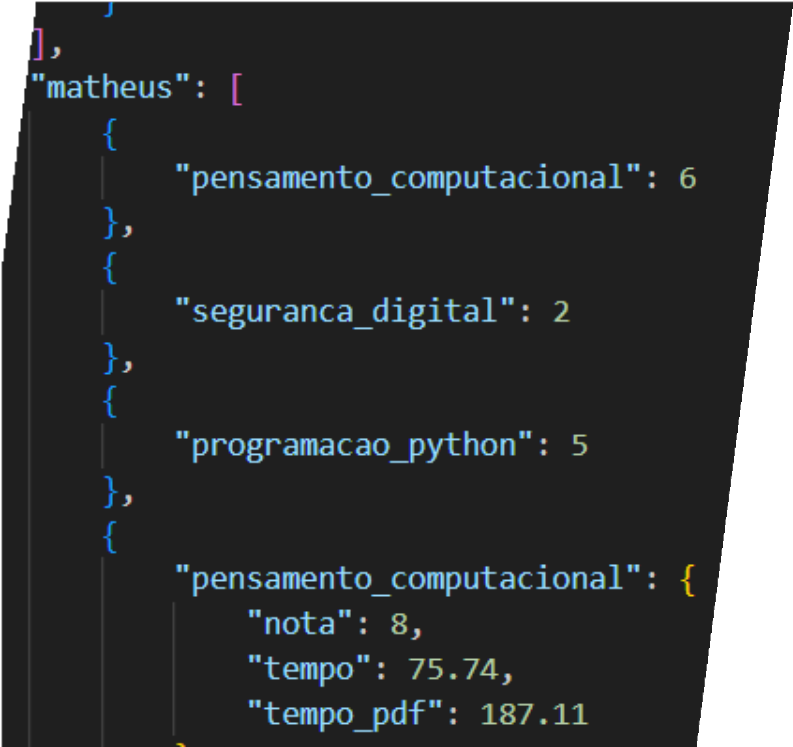 }
],
"matheus": [
{
"pensamento_computacional": 6
},
{
"seguranca_digital": 2
},
{
"programacao_python": 5
},
{
"pensamento_computacional": {
"nota": 8,
"tempo": 75.74,
"tempo_pdf": 187.11
}